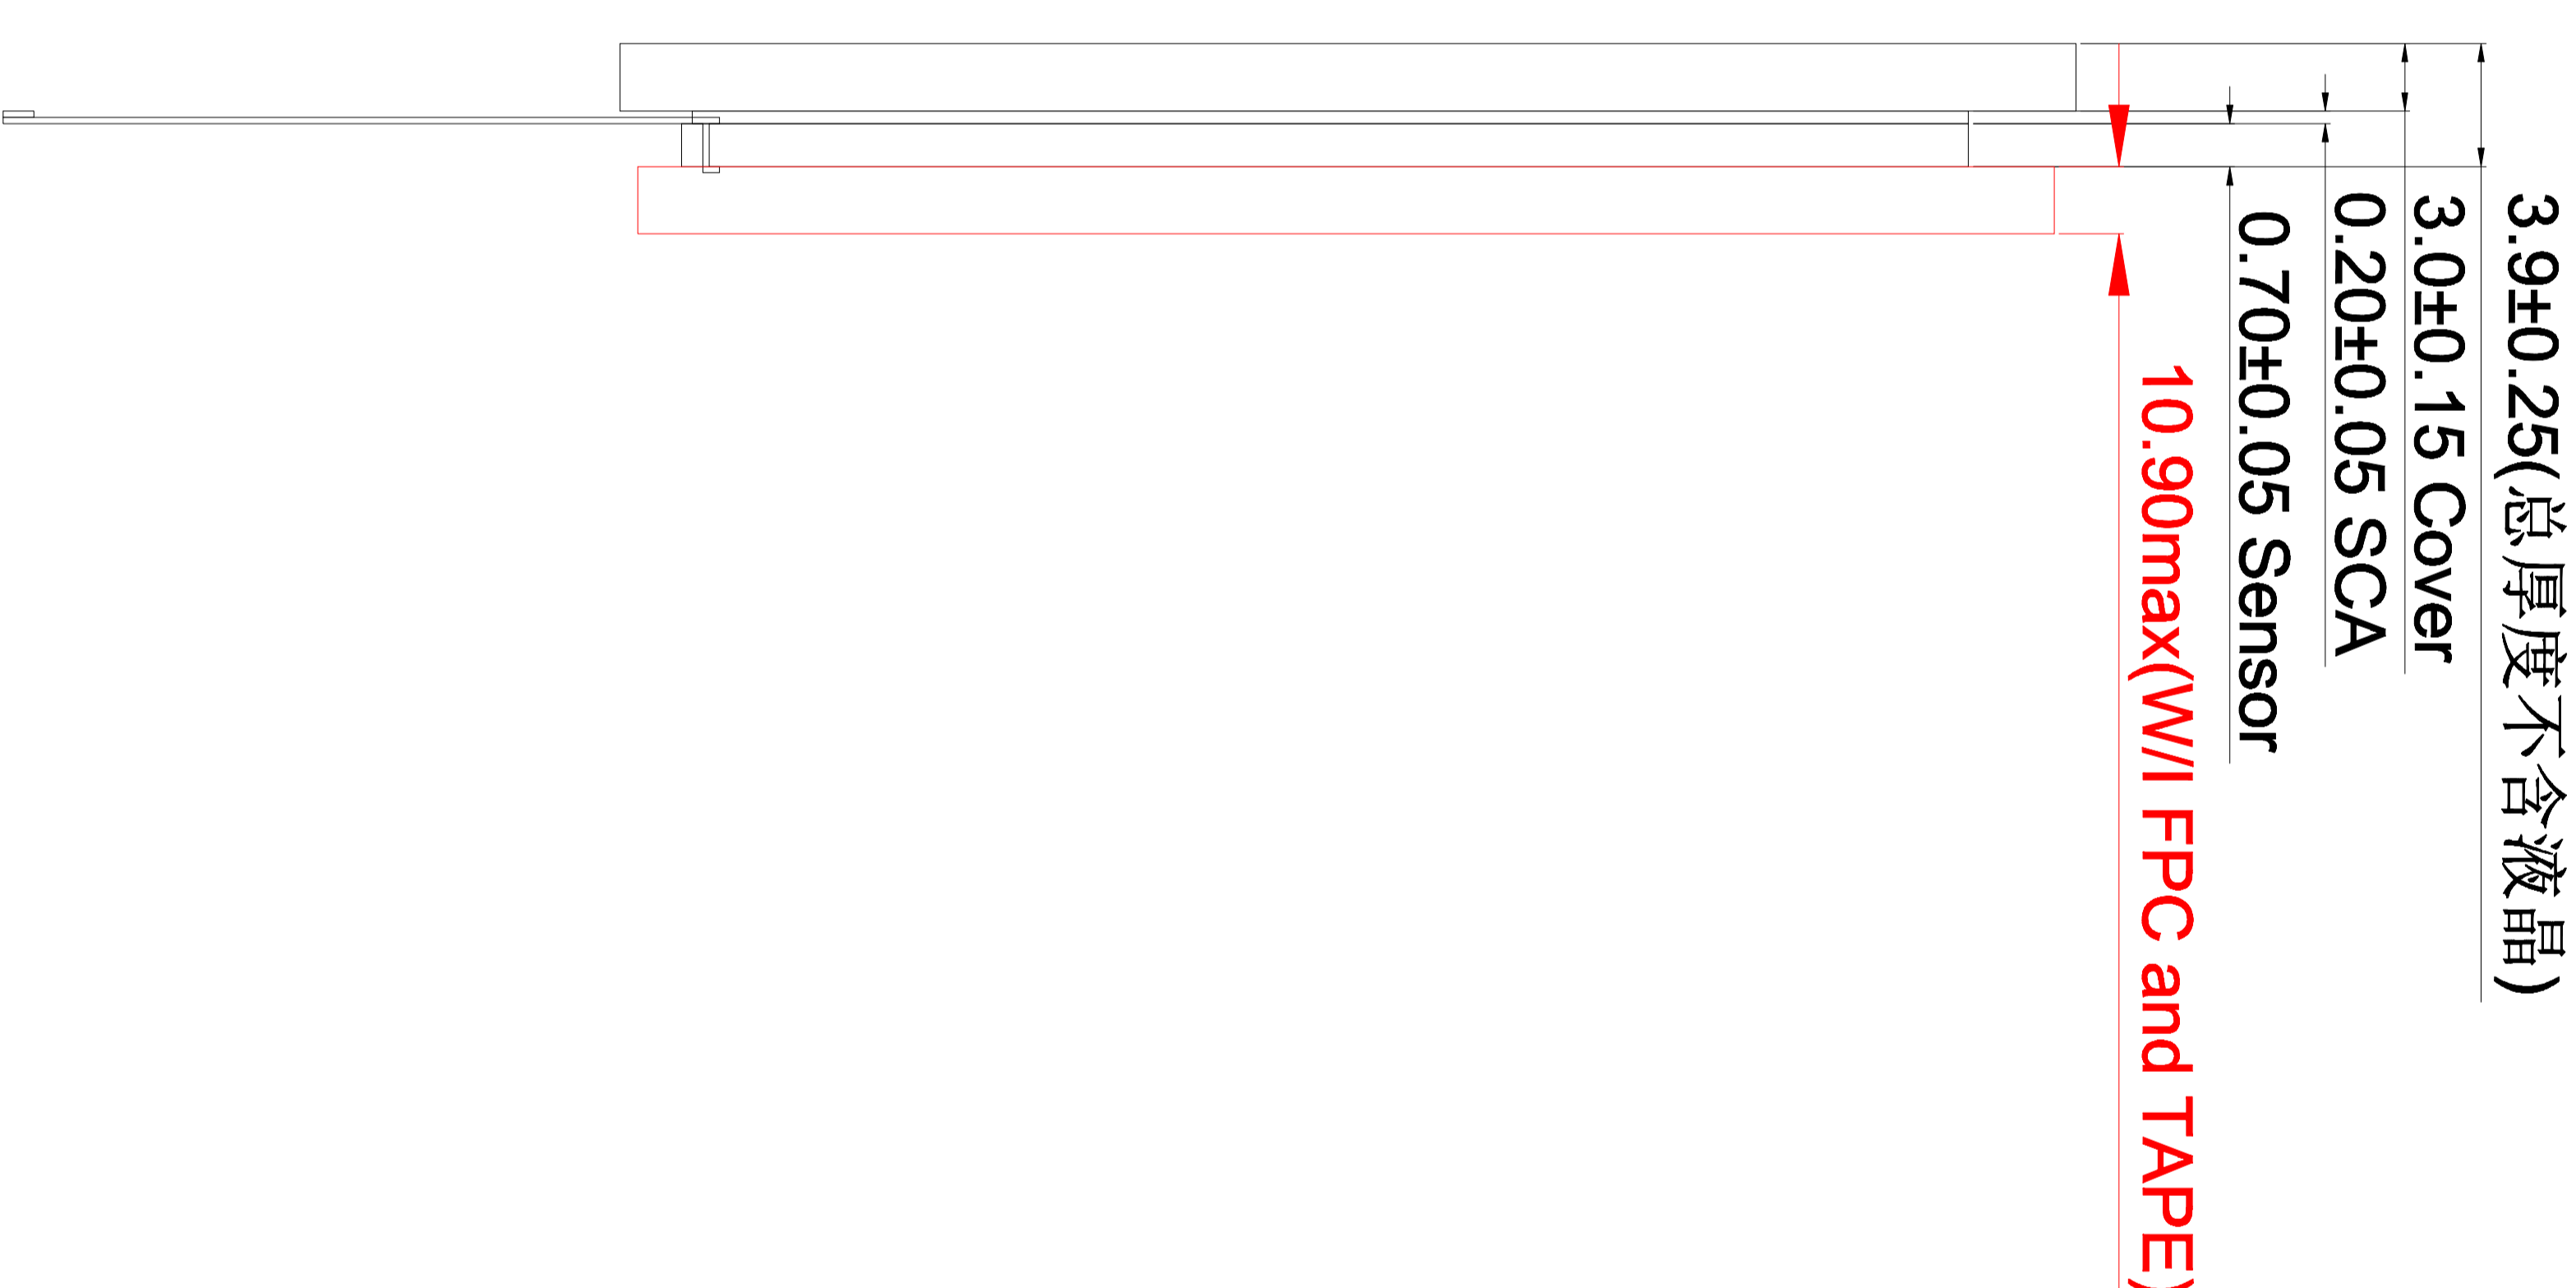 3.9±0.25(总厚度不含液晶)
3.0±0.15 Cover
0.20±0.05 SCA
0.70±0.05 Sensor
10.90max(W/I FPC and TAPE)